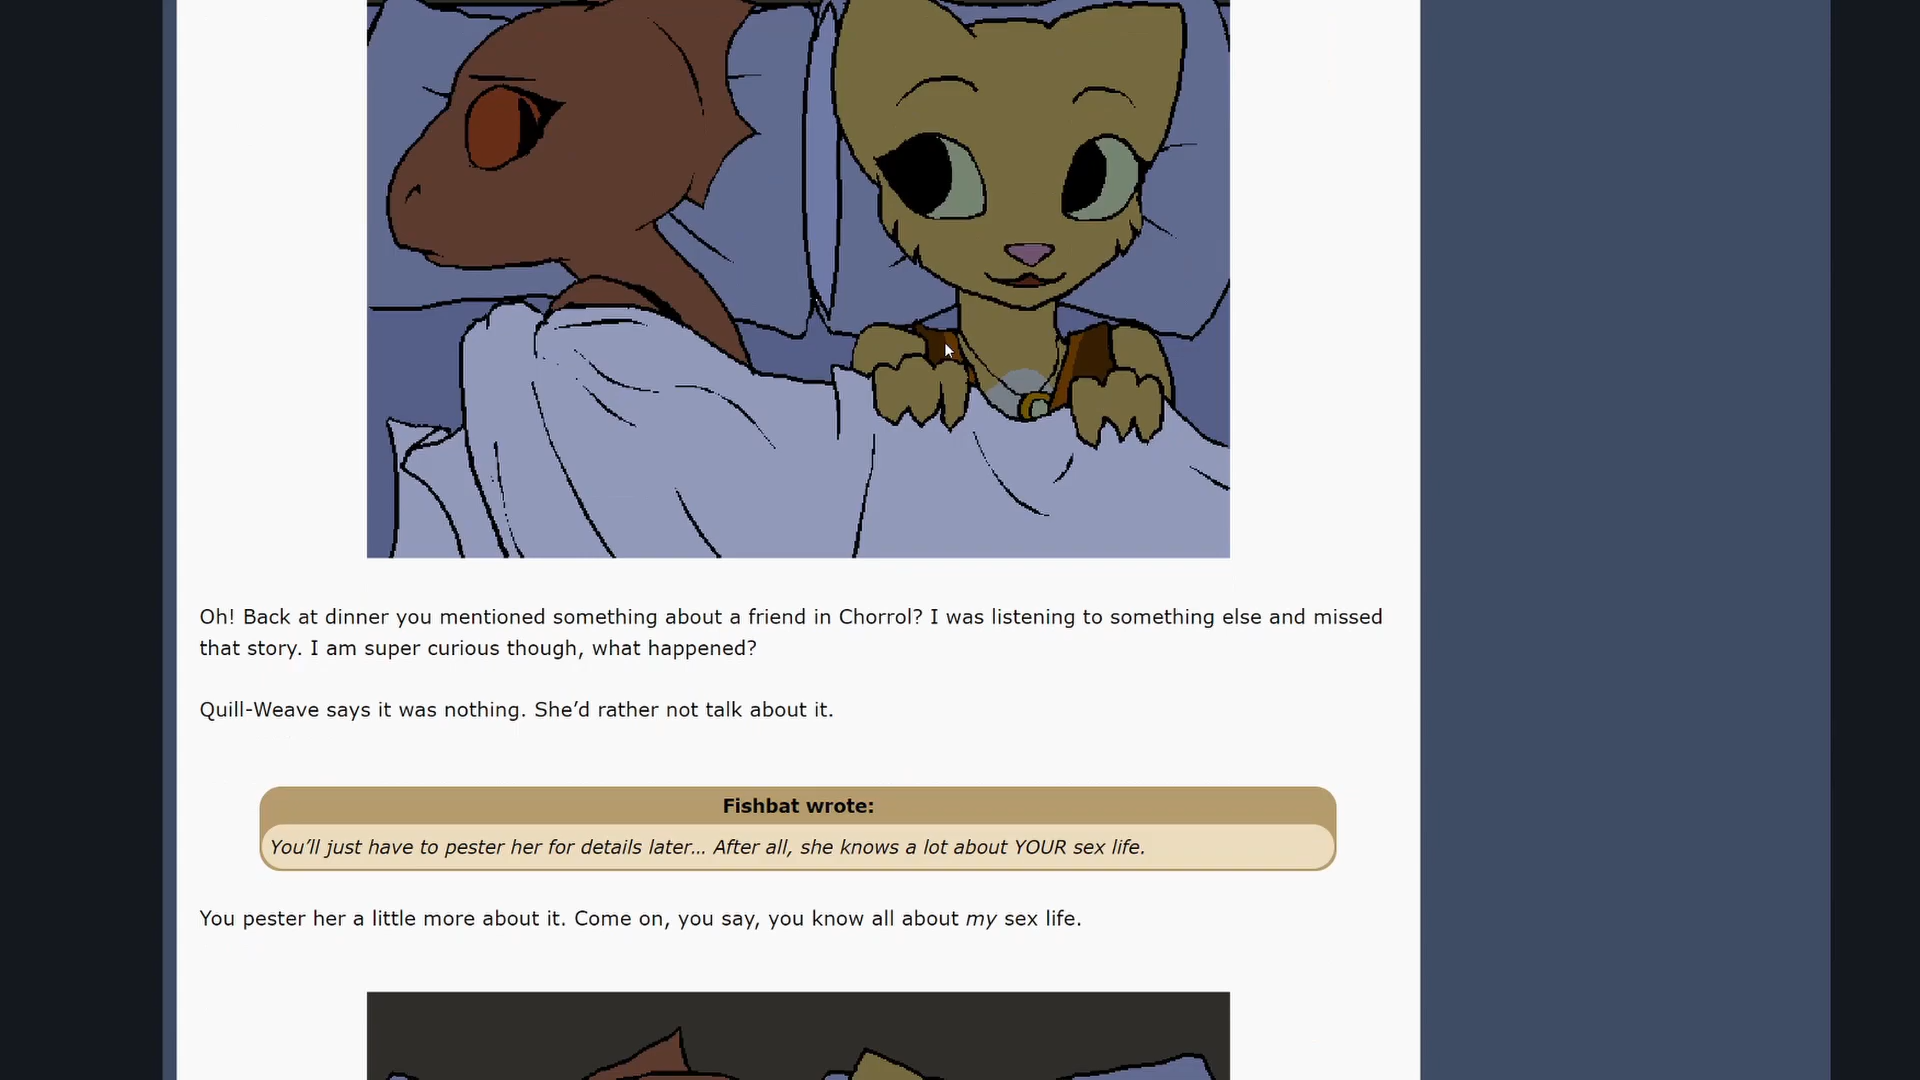 Oh! Back at dinner you mentioned something about a friend in Chorrol? I was listening to something else and missed
that story. I am super curious though, what happened?
Quill-Weave says it was nothing. She’d rather not talk about it.
Fishbat wrote:
You’ll just have to pester her for details later… After all, she knows a lot about YOUR sex life.
You pester her a little more about it. Come on, you say, you know all about my sex life.